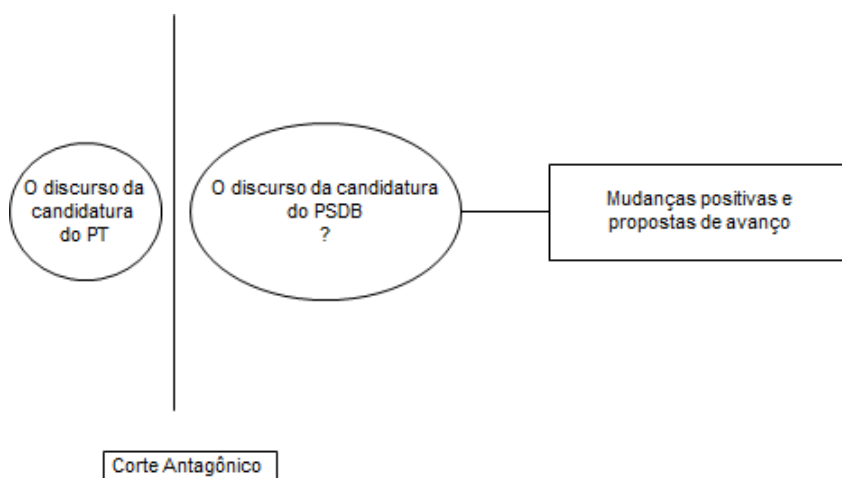 O discurso da
candidatura
do PT
O discurso da candidatura
do PSDB
?
Mudanças positivas e
propostas de avanço
Corte Antagônico